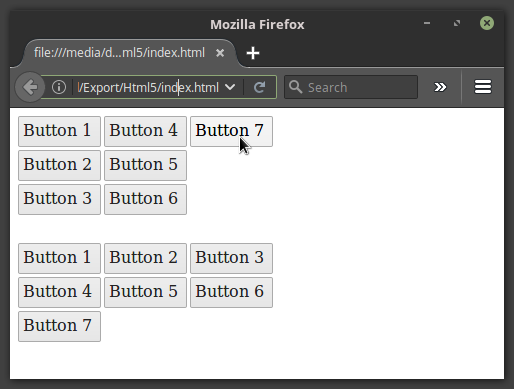 Mozilla Firefox
file:///media/d...ml5/index.html
l/Export/Html5/index.html
Search
Button 1 Button 4 Button 7
Button 2 Button 5
Button 3 Button 6
Button 1 Button 2 Button 3
Button 4 Button 5 Button 6
Button 7